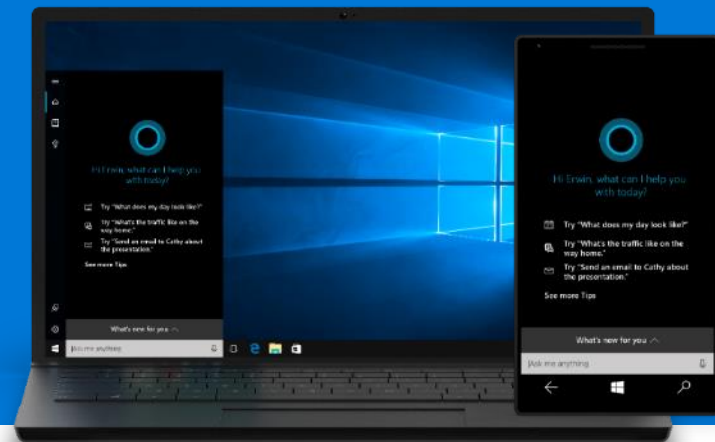 Hi Erwin, what can I help you
with today?
Try "What does my day look like?"
Try "What's the traffic like on the
way home."
Try "Send an email to Cathy about
the presentation."
See more Tips
What's new for you
Ask me anything
Hi Erwin, what can I help you
with today?
Try "What does my day look like?"
Try "What's the traffic like on the
way home."
Try "Send an email to Cathy about
the presentation."
See more Tips
What's new for you
Ask me anything